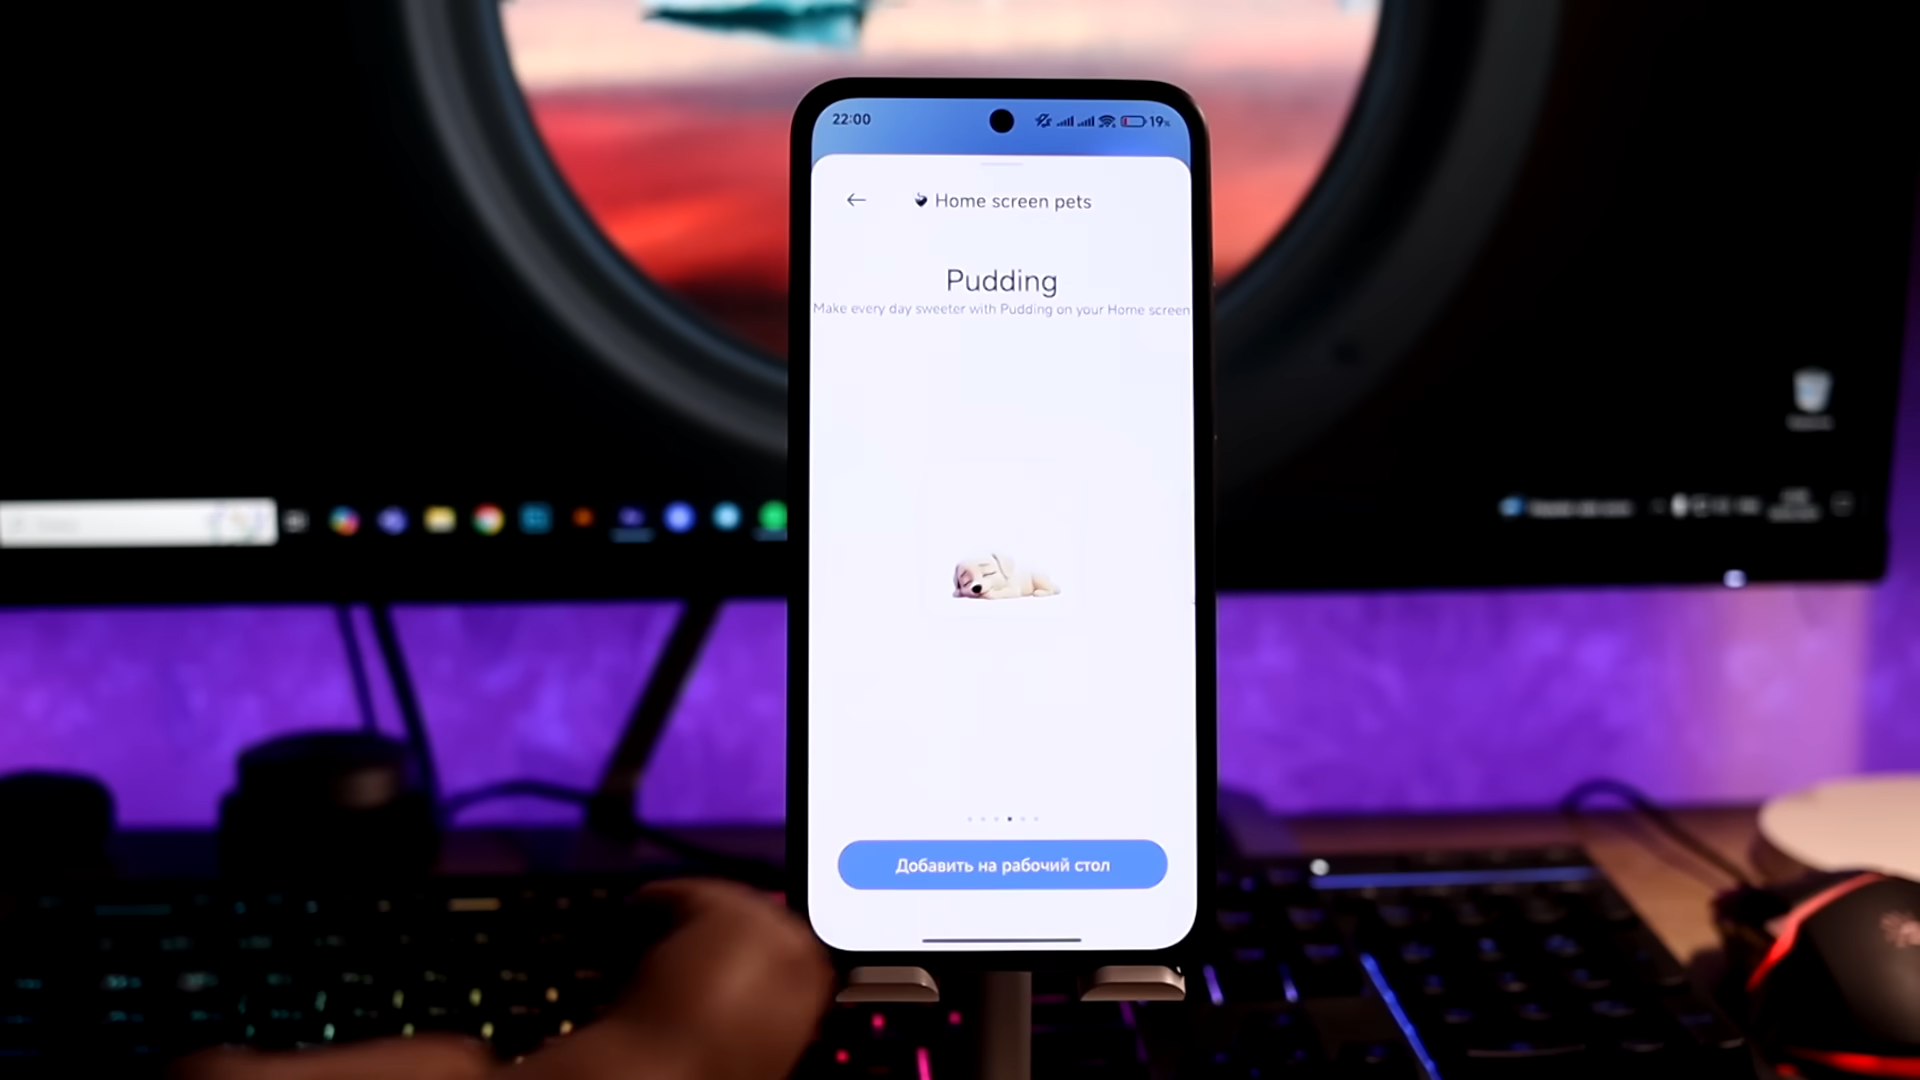 22:00
19%
Home screen pets
Pudding
Make every day sweeter with Pudding on your Home screen
Добавить на рабочий стол